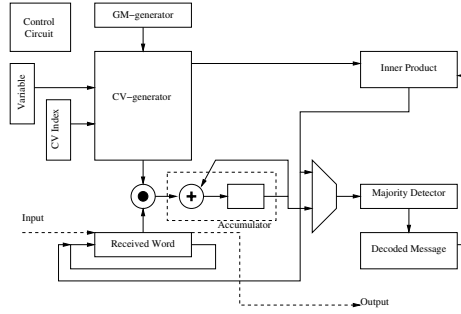 Control
Circuit
GM-generator
Variable
CV Index
CV-generator
Inner Product
Accumulator
Majority Detector
Input
Received Word
Decoded Message
Output